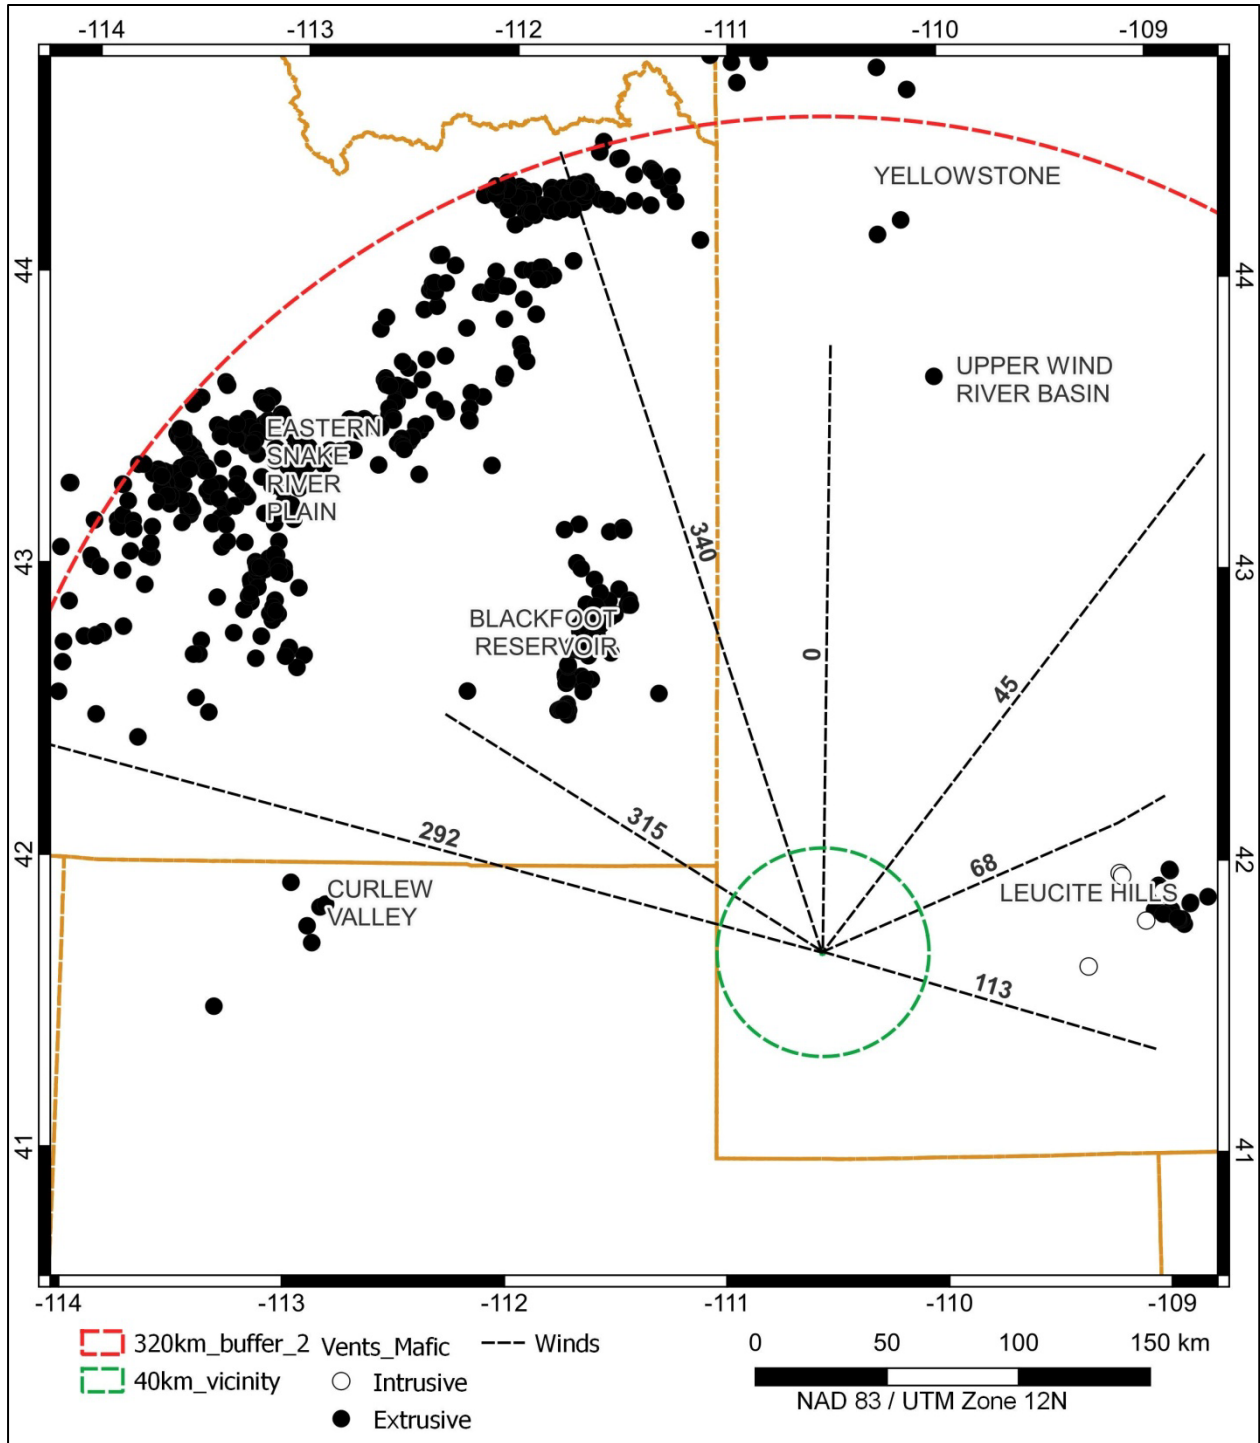 -114 -113 -112 -111 -110 -109
YELLOWSTONE
44 44
UPPER WIND
RIVER BASIN
EASTERN
SNAKE
RIVER
PLAIN
340
43 43
BLACKFOOT
RESERVOIR
0
45
315
292
42 42
68
CURLEW
VALLEY
LEUCITE HILLS
113
41 41
-114 -113 -112 -111 -110 -109
320km_buffer_2 Vents_Mafic Winds
40km_vicinity Intrusive
Extrusive
0 50 100 150 km
NAD 83 / UTM Zone 12N